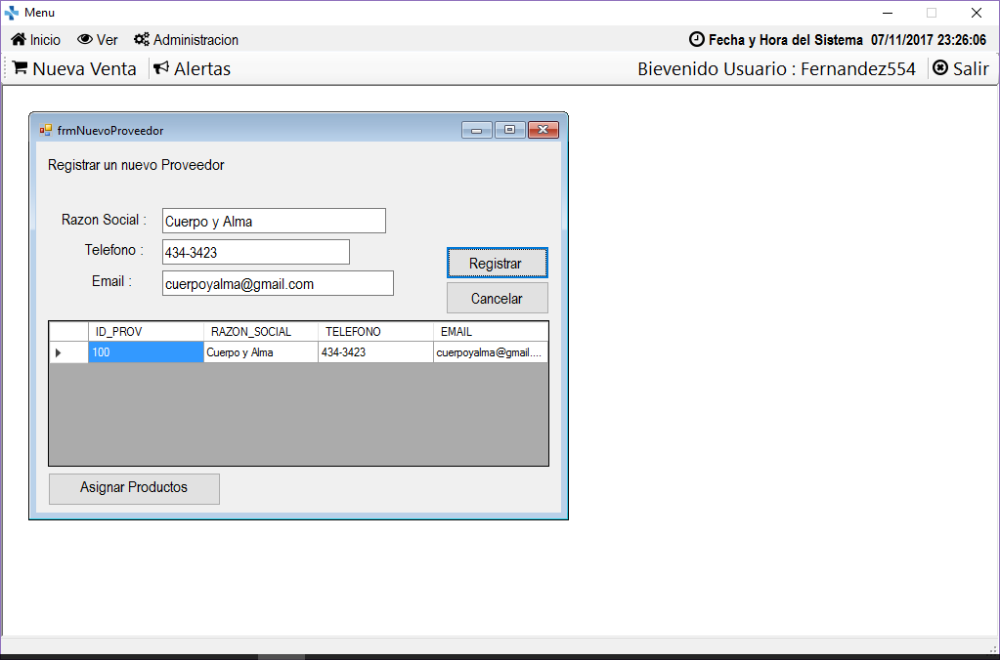 Menu
Inicio Ver Administracion Fecha y Hora del Sistema 07/11/2017 23:26:06
Nueva Venta Alertas Bievenido Usuario : Fernandez554 Salir
frmNuevoProveedor
Registrar un nuevo Proveedor
Razon Social : Cuerpo y Alma
Telefono : 434-3423
Email : cuerpoyalma@gmail.com
Registrar
Cancelar
ID_PROV RAZON_SOCIAL TELEFONO EMAIL
100 Cuerpo y Alma 434-3423 cuerpoyalma@gmail....
Asignar Productos